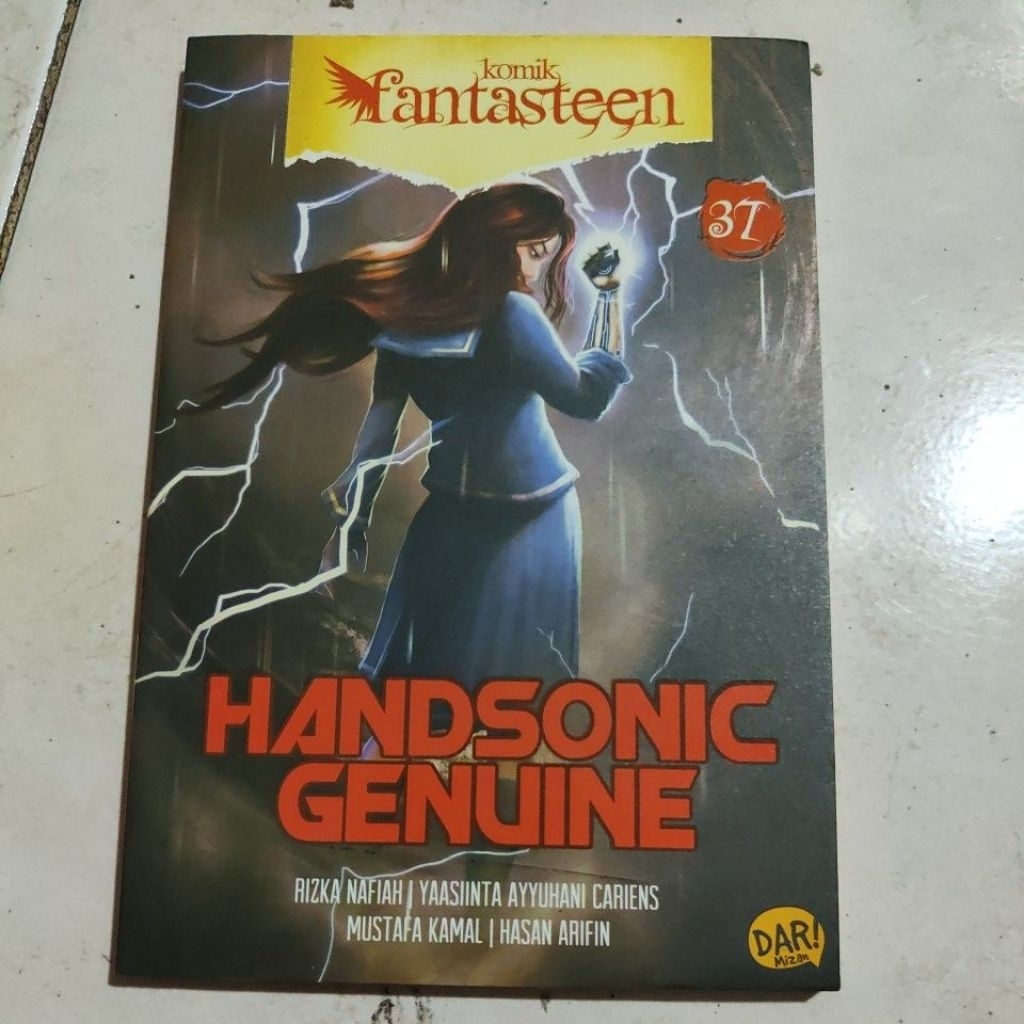 komik
fantasteen
37
HANDSONIC
GENUINE
RIZKA NAFIAH | YAASIINTA AYYUHANI CARIENS
MUSTAFA KAMAL | HASAN ARIFIN
DAR!
Mizan